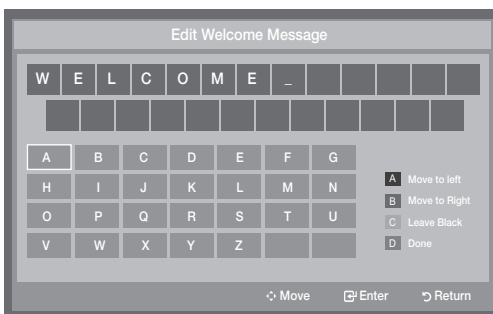 Edit Welcome Message
W E L C O M E _
A B C D E F G
H I J K L M N
O P Q R S T U
V W X Y Z
A Move to left
B Move to Right
C Leave Black
D Done
Move Enter Return